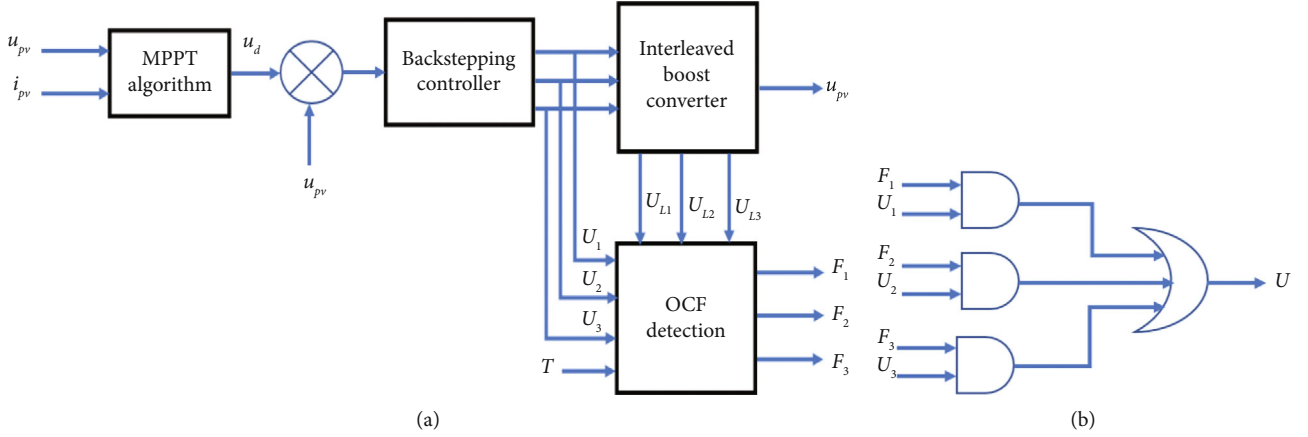 u_pv
i_pv
MPPT
algorithm
u_d
u_pv
Backstepping
controller
Interleaved
boost
converter
u_pv
U_L1
U_L2
U_L3
U_1
U_2
U_3
T
OCF
detection
F_1
F_2
F_3
(a)
F_1
U_1
F_2
U_2
F_3
U_3
U
(b)